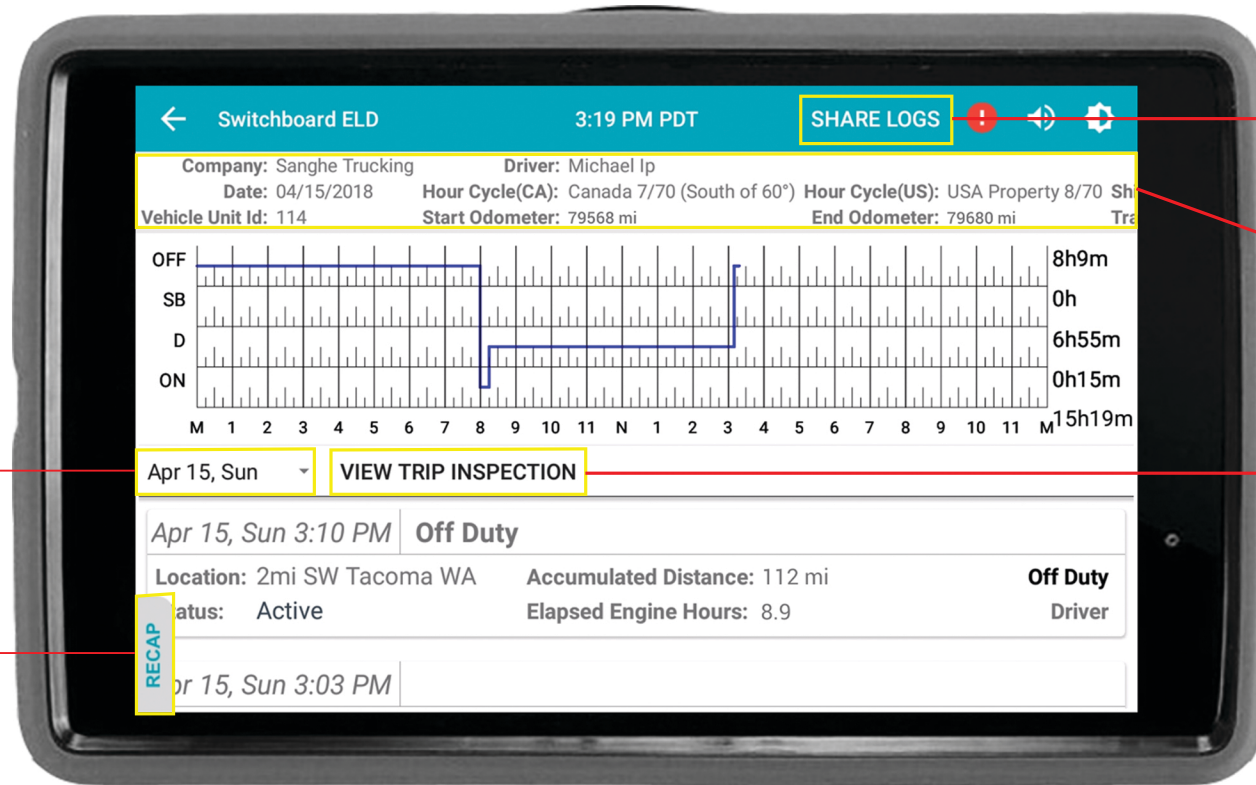 Switchboard ELD 3:19 PM PDT SHARE LOGS
Company: Sanghe Trucking Driver: Michael Ip
Date: 04/15/2018 Hour Cycle(CA): Canada 7/70 (South of 60°) Hour Cycle(US): USA Property 8/70
Vehicle Unit Id: 114 Start Odometer: 79568 mi End Odometer: 79680 mi
OFF 8h9m
SB 0h
D 6h55m
ON 0h15m
15h19m
M 1 2 3 4 5 6 7 8 9 10 11 N 1 2 3 4 5 6 7 8 9 10 11 M
Apr 15, Sun VIEW TRIP INSPECTION
Apr 15, Sun 3:10 PM Off Duty
Location: 2mi SW Tacoma WA Accumulated Distance: 112 mi Off Duty
Active Elapsed Engine Hours: 8.9 Driver
RECAP
15, Sun 3:03 PM